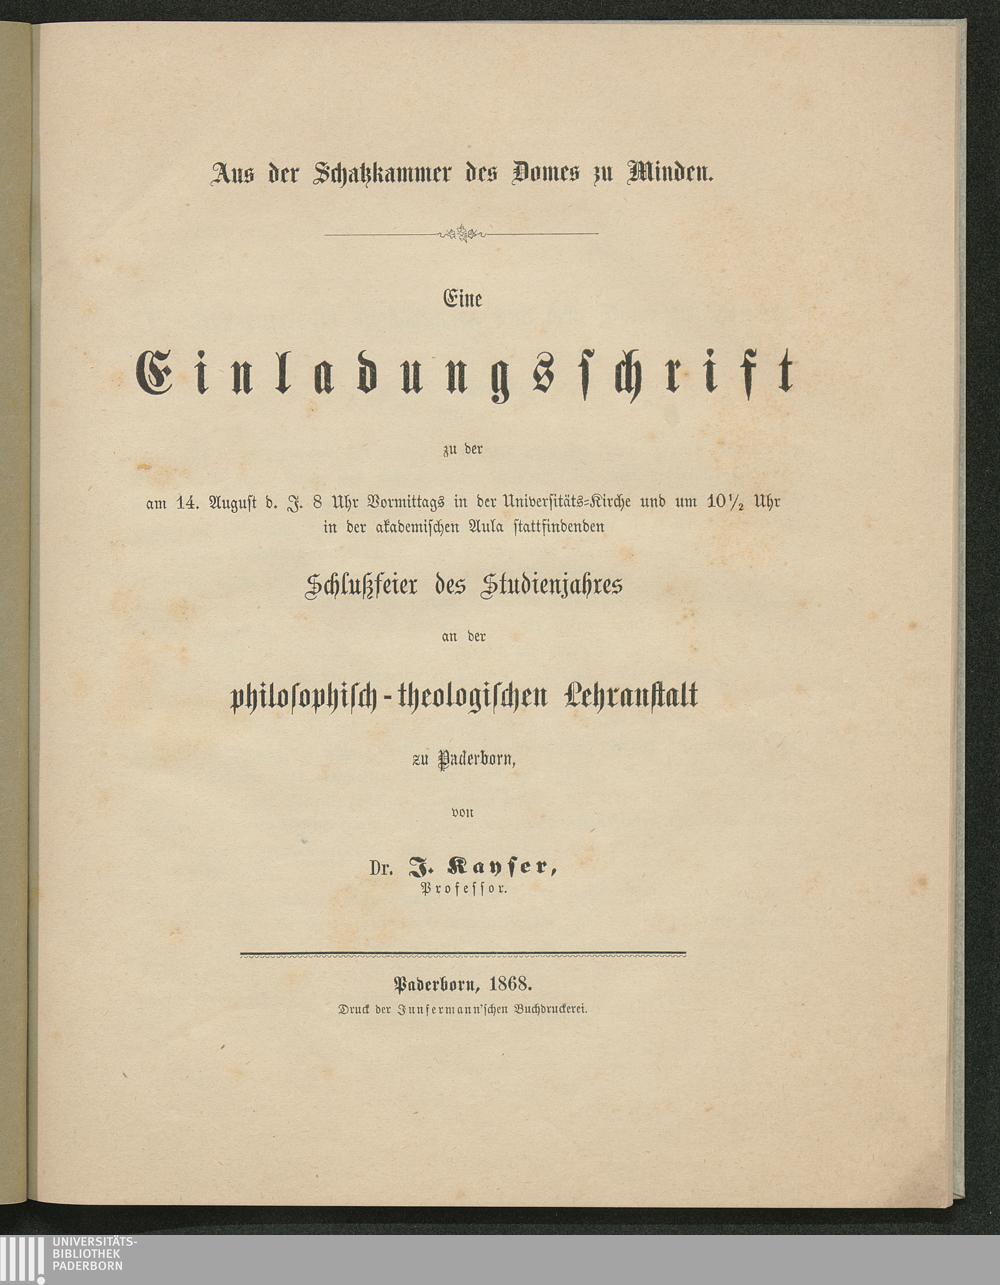 Aus der Schatzkammer des Domes zu Minden.
Eine
Einladungsschrift
zu der
am 14. August d. J. 8 Uhr Vormittags in der Universitäts-Kirche und um 10 1/2 Uhr
in der akademischen Aula stattfindenden
Schlußfeier des Studienjahres
an der
philosophisch-theologischen Lehranstalt
zu Paderborn,
von
Dr. J. Kayser,
Professor.
Paderborn, 1868.
Druck der Junfermann'schen Buchdruckerei.
UNIVERSITÄTS-
BIBLIOTHEK
PADERBORN